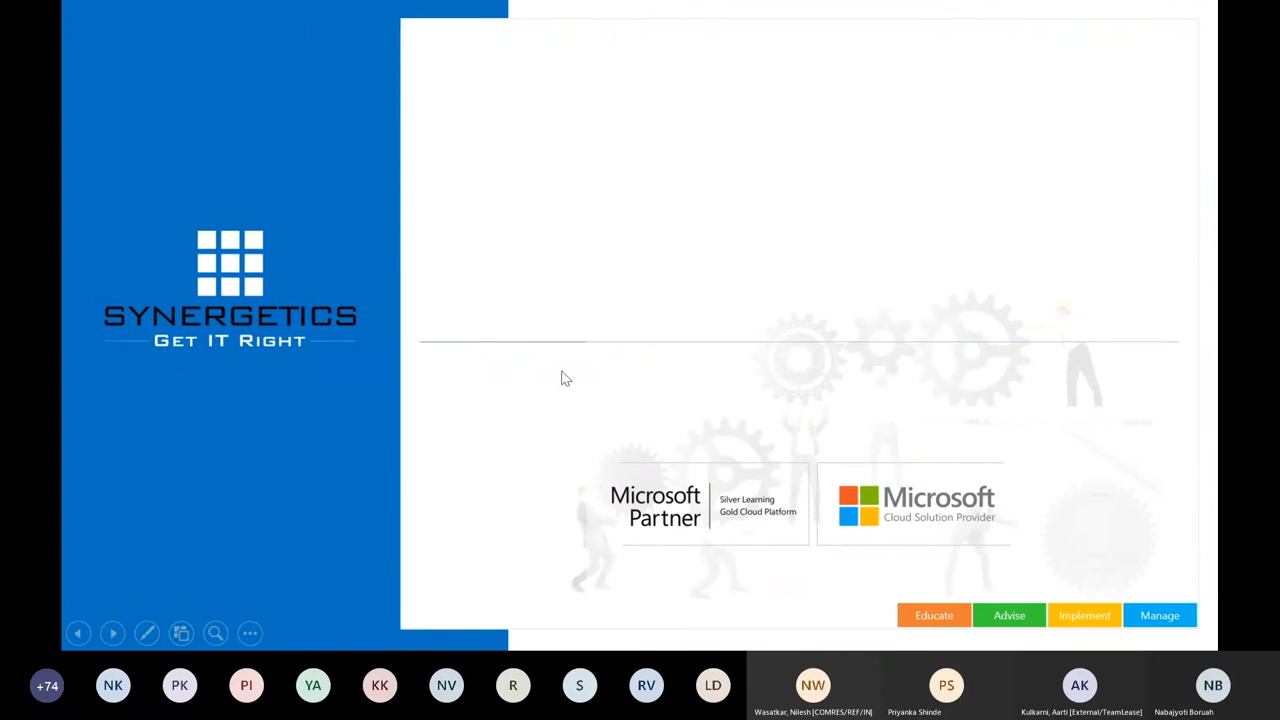 SYNERGETICS
GET IT RIGHT
Microsoft Partner
Silver Learning
Gold Cloud Platform
Microsoft
Cloud Solution Provider
Educate
Advise
Implement
Manage
+74
NK
PK
PI
YA
KK
NV
R
S
RV
LD
NW
PS
AK
NB
Wasatkar, Nilesh [COMRES/REF/IN]
Priyanka Shinde
Kulkarni, Aarti [External/TeamLease]
Nabajyoti Boruah